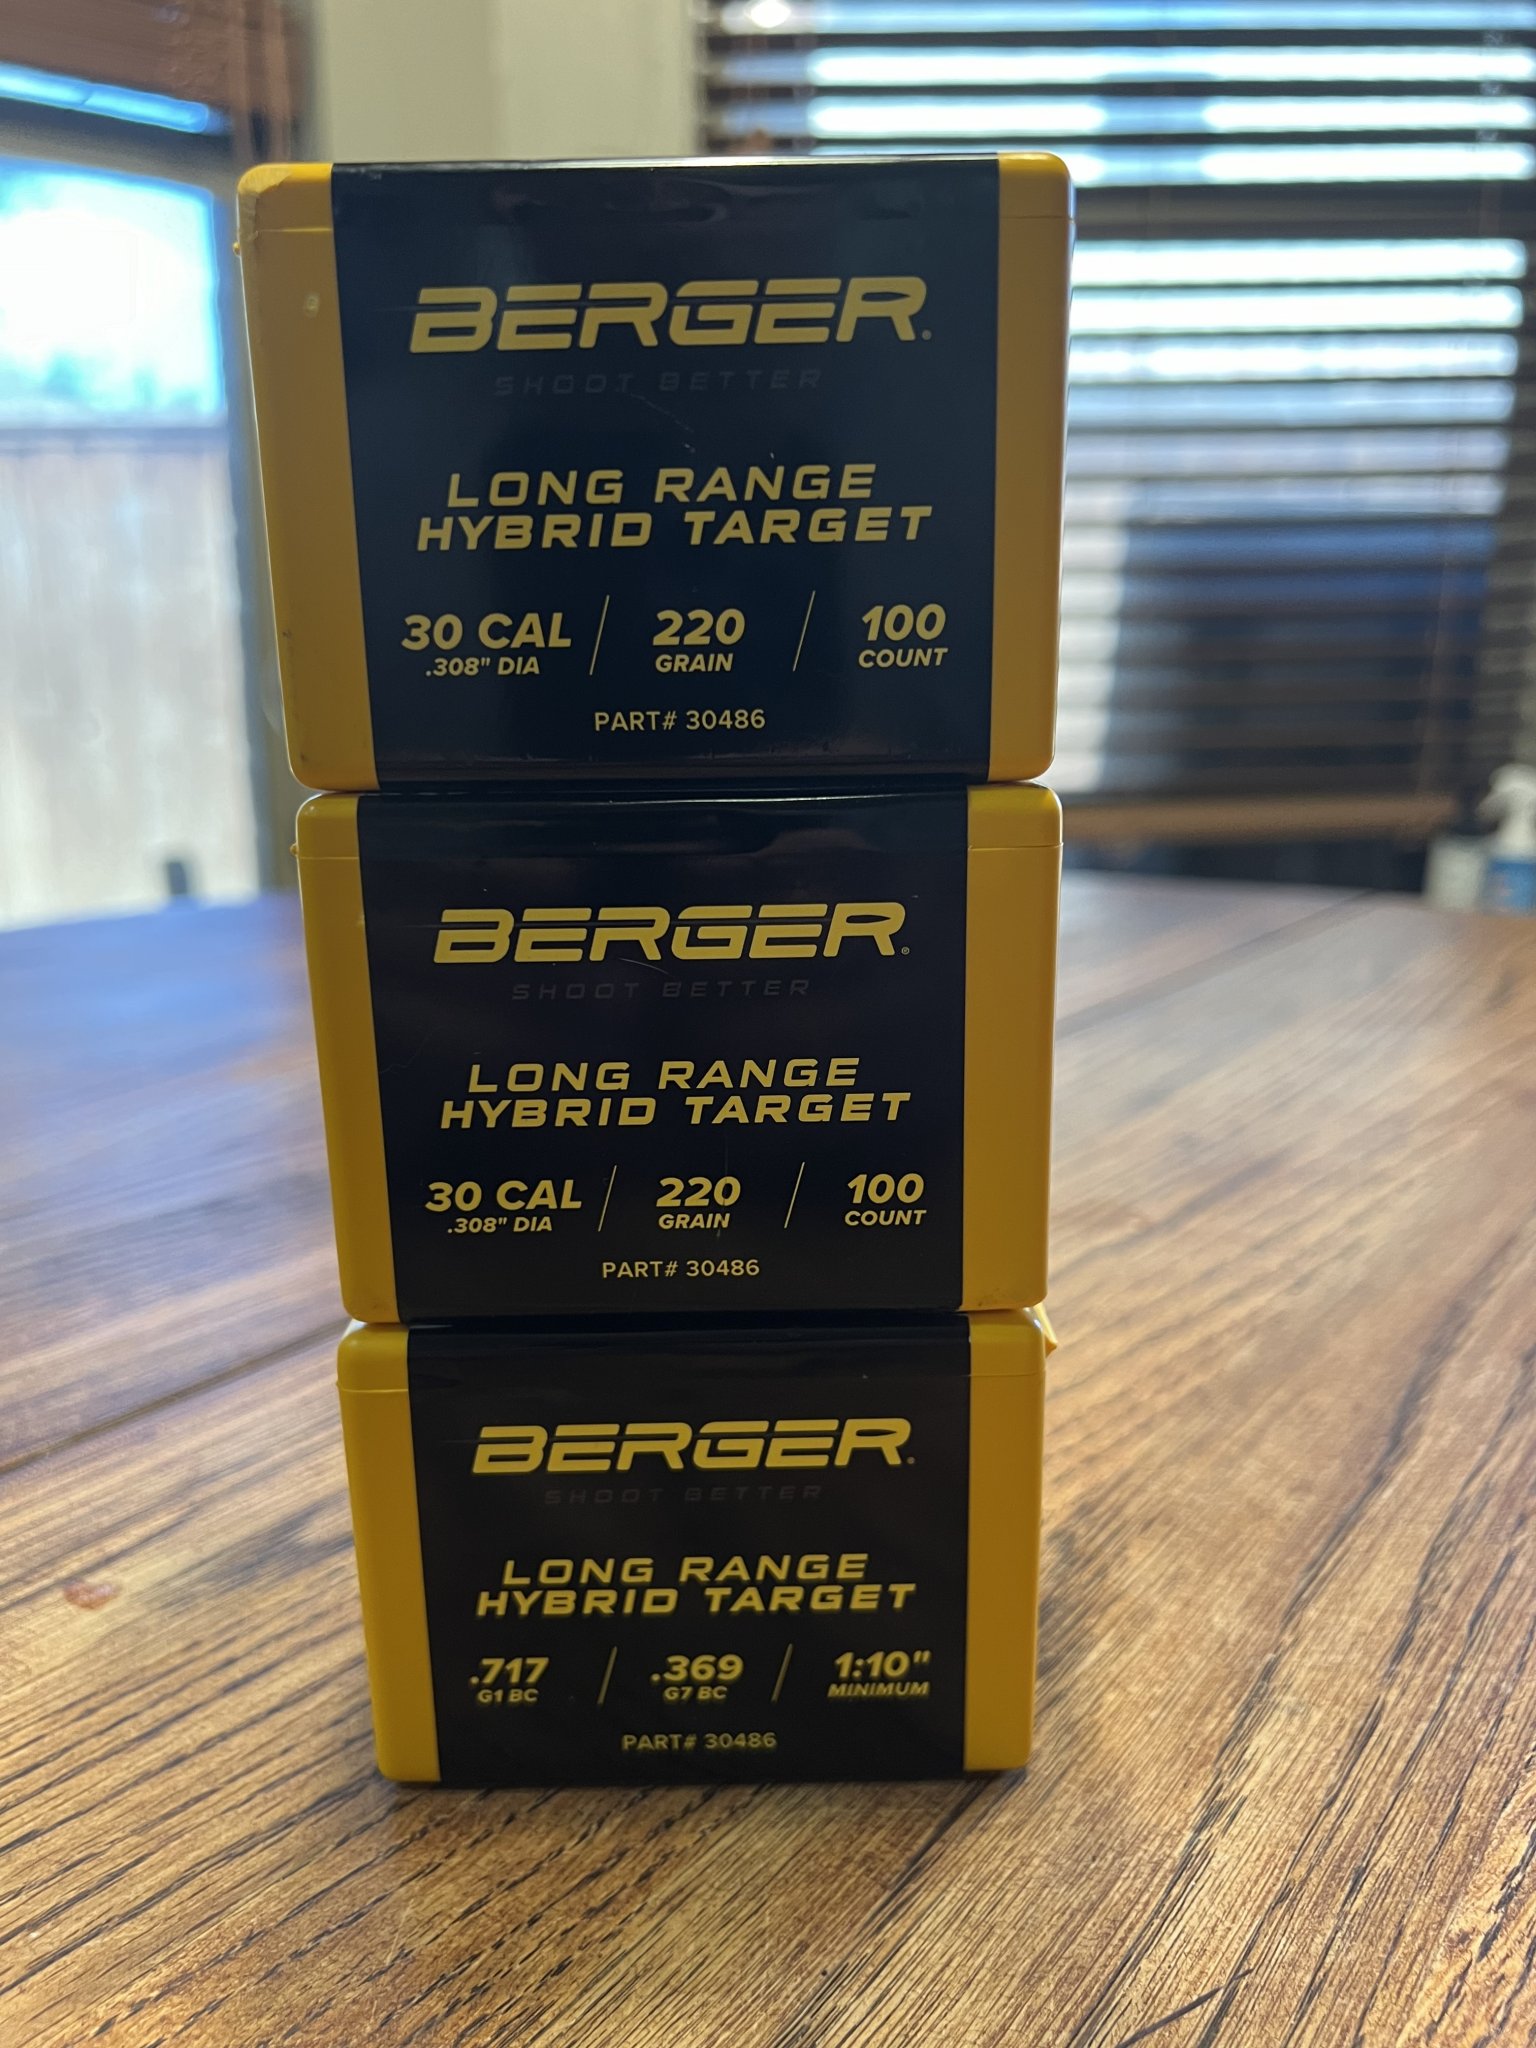 BERGER®
SHOOT BETTER
LONG RANGE
HYBRID TARGET
30 CAL / 220 / 100
.308" DIA GRAIN COUNT
PART# 30486
BERGER®
SHOOT BETTER
LONG RANGE
HYBRID TARGET
30 CAL / 220 / 100
.308" DIA GRAIN COUNT
PART# 30486
BERGER®
SHOOT BETTER
LONG RANGE
HYBRID TARGET
.717 / .369 / 1:10"
G1 BC G7 BC MINIMUM
PART# 30486